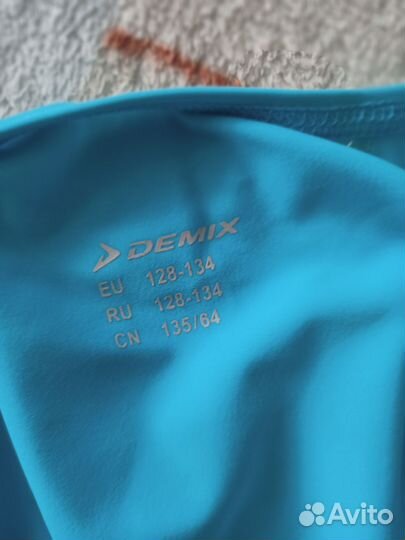 DEMIX
EU 128-134
RU 128-134
CN 135/64
Avito